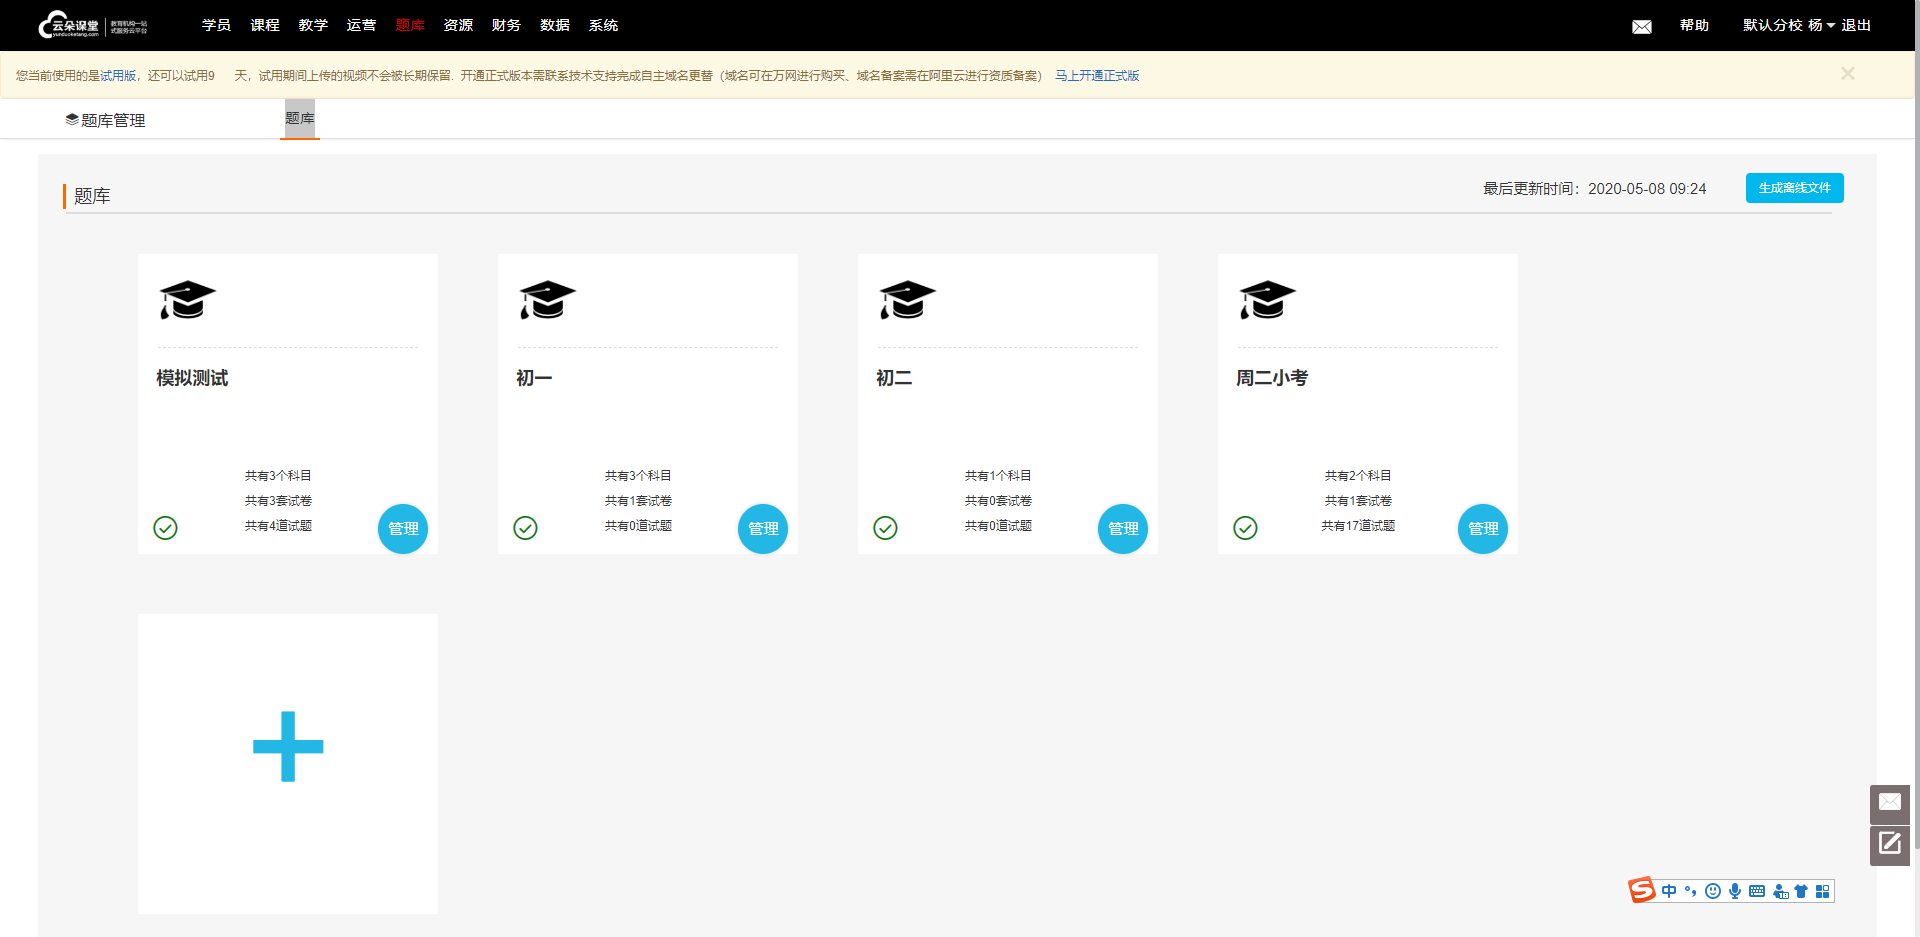 云朵课堂 教育机构一站
yunduoketang.com 式服务云平台
学员 课程 教学 运营 题库 资源 财务 数据 系统
帮助 默认分校 杨 退出
您当前使用的是试用版，还可以试用9 天，试用期间上传的视频不会被长期保留. 开通正式版本需联系技术支持完成自主域名更替（域名可在万网进行购买、域名备案需在阿里云进行资质备案） 马上开通正式版
题库管理
题库
题库
最后更新时间：2020-05-08 09:24
生成离线文件
模拟测试
共有3个科目
共有3套试卷
共有4道试题
管理
初一
共有3个科目
共有1套试卷
共有0道试题
管理
初二
共有1个科目
共有0套试卷
共有0道试题
管理
周二小考
共有2个科目
共有1套试卷
共有17道试题
管理
S 中